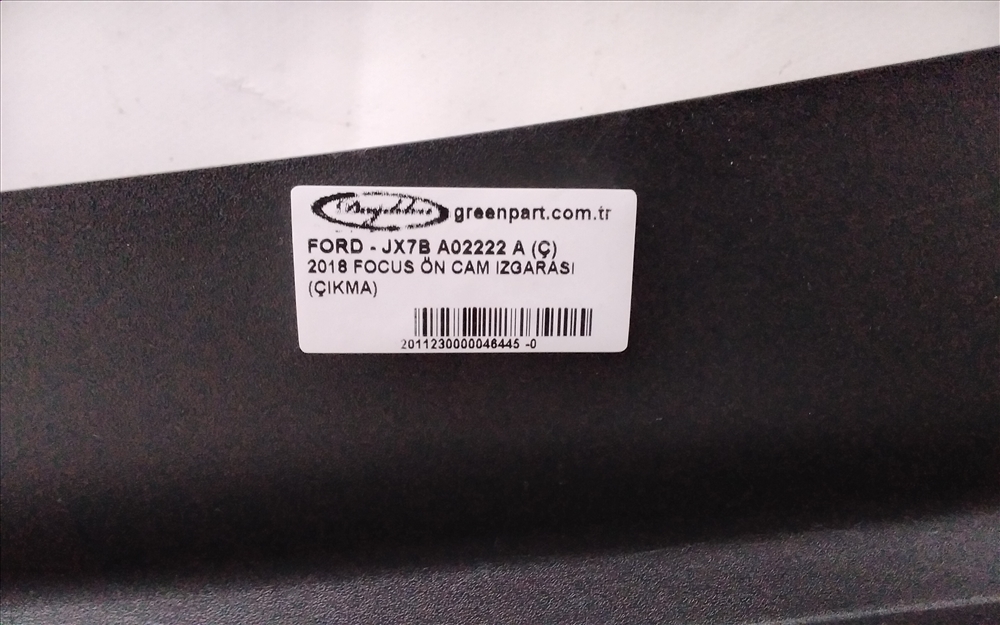 greenpart.com.tr
FORD - JX7B A02222 A (Ç)
2018 FOCUS ÖN CAM IZGARASI
(ÇIKMA)
2011230000046445 -0